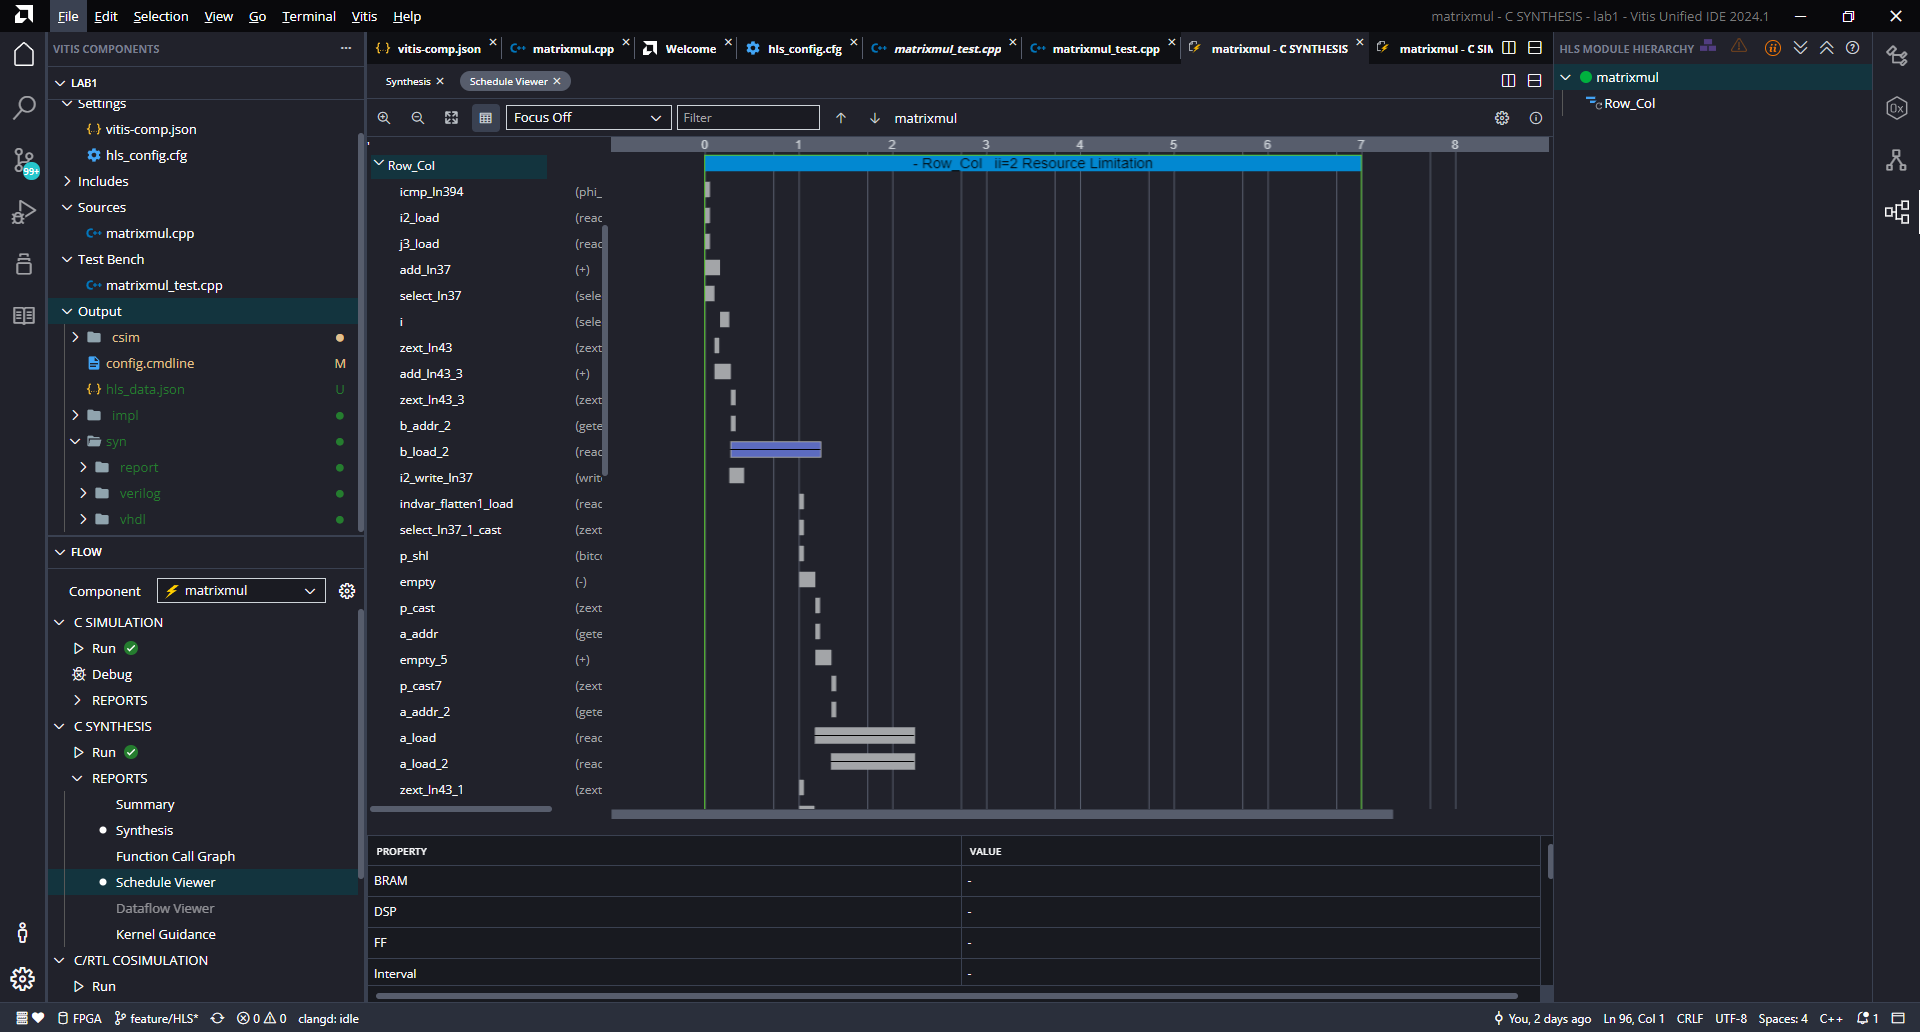 File Edit Selection View Go Terminal Vitis Help
matrixmul - C SYNTHESIS - lab1 - Vitis Unified IDE 2024.1
VITIS COMPONENTS
LAB1
Settings
vitis-comp.json
hls_config.cfg
Includes
Sources
matrixmul.cpp
Test Bench
matrixmul_test.cpp
Output
csim
config.cmdline M
hls_data.json U
impl
syn
report
verilog
vhdl
99+
FLOW
Component matrixmul
C SIMULATION
Run
Debug
REPORTS
C SYNTHESIS
Run
REPORTS
Summary
Synthesis
Function Call Graph
Schedule Viewer
Dataflow Viewer
Kernel Guidance
C/RTL COSIMULATION
Run
vitis-comp.json matrixmul.cpp Welcome hls_config.cfg matrixmul_test.cpp matrixmul_test.cpp matrixmul - C SYNTHESIS matrixmul - C SIM
Synthesis Schedule Viewer
Focus Off Filter matrixmul
0 1 2 3 4 5 6 7 8
Row_Col - Row_Col ii=2 Resource Limitation
icmp_ln394 (phi_
i2_load (reac
j3_load (reac
add_ln37 (+)
select_ln37 (sele
i (sele
zext_ln43 (zext
add_ln43_3 (+)
zext_ln43_3 (zext
b_addr_2 (gete
b_load_2 (reac
i2_write_ln37 (writ
indvar_flatten1_load (reac
select_ln37_1_cast (zext
p_shl (bitc
empty (-)
p_cast (zext
a_addr (gete
empty_5 (+)
p_cast7 (zext
a_addr_2 (gete
a_load (reac
a_load_2 (reac
zext_ln43_1 (zext
PROPERTY VALUE
BRAM -
DSP -
FF -
Interval -
HLS MODULE HIERARCHY
matrixmul
Row_Col
0x
FPGA feature/HLS* 0 0 clangd: idle
You, 2 days ago Ln 96, Col 1 CRLF UTF-8 Spaces: 4 C++ 1